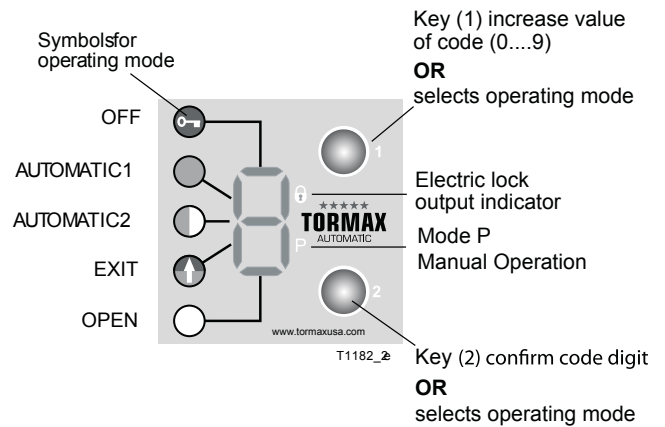 Key (1) increase value
of code (0....9)
OR
selects operating mode
Symbolsfor
operating mode
OFF
AUTOMATIC1
AUTOMATIC2
EXIT
OPEN
1
Electric lock
output indicator
★★★★★
TORMAX
AUTOMATIC
P
Mode P
Manual Operation
2
www.tormaxusa.com
T1182_2e
Key (2) confirm code digit
OR
selects operating mode